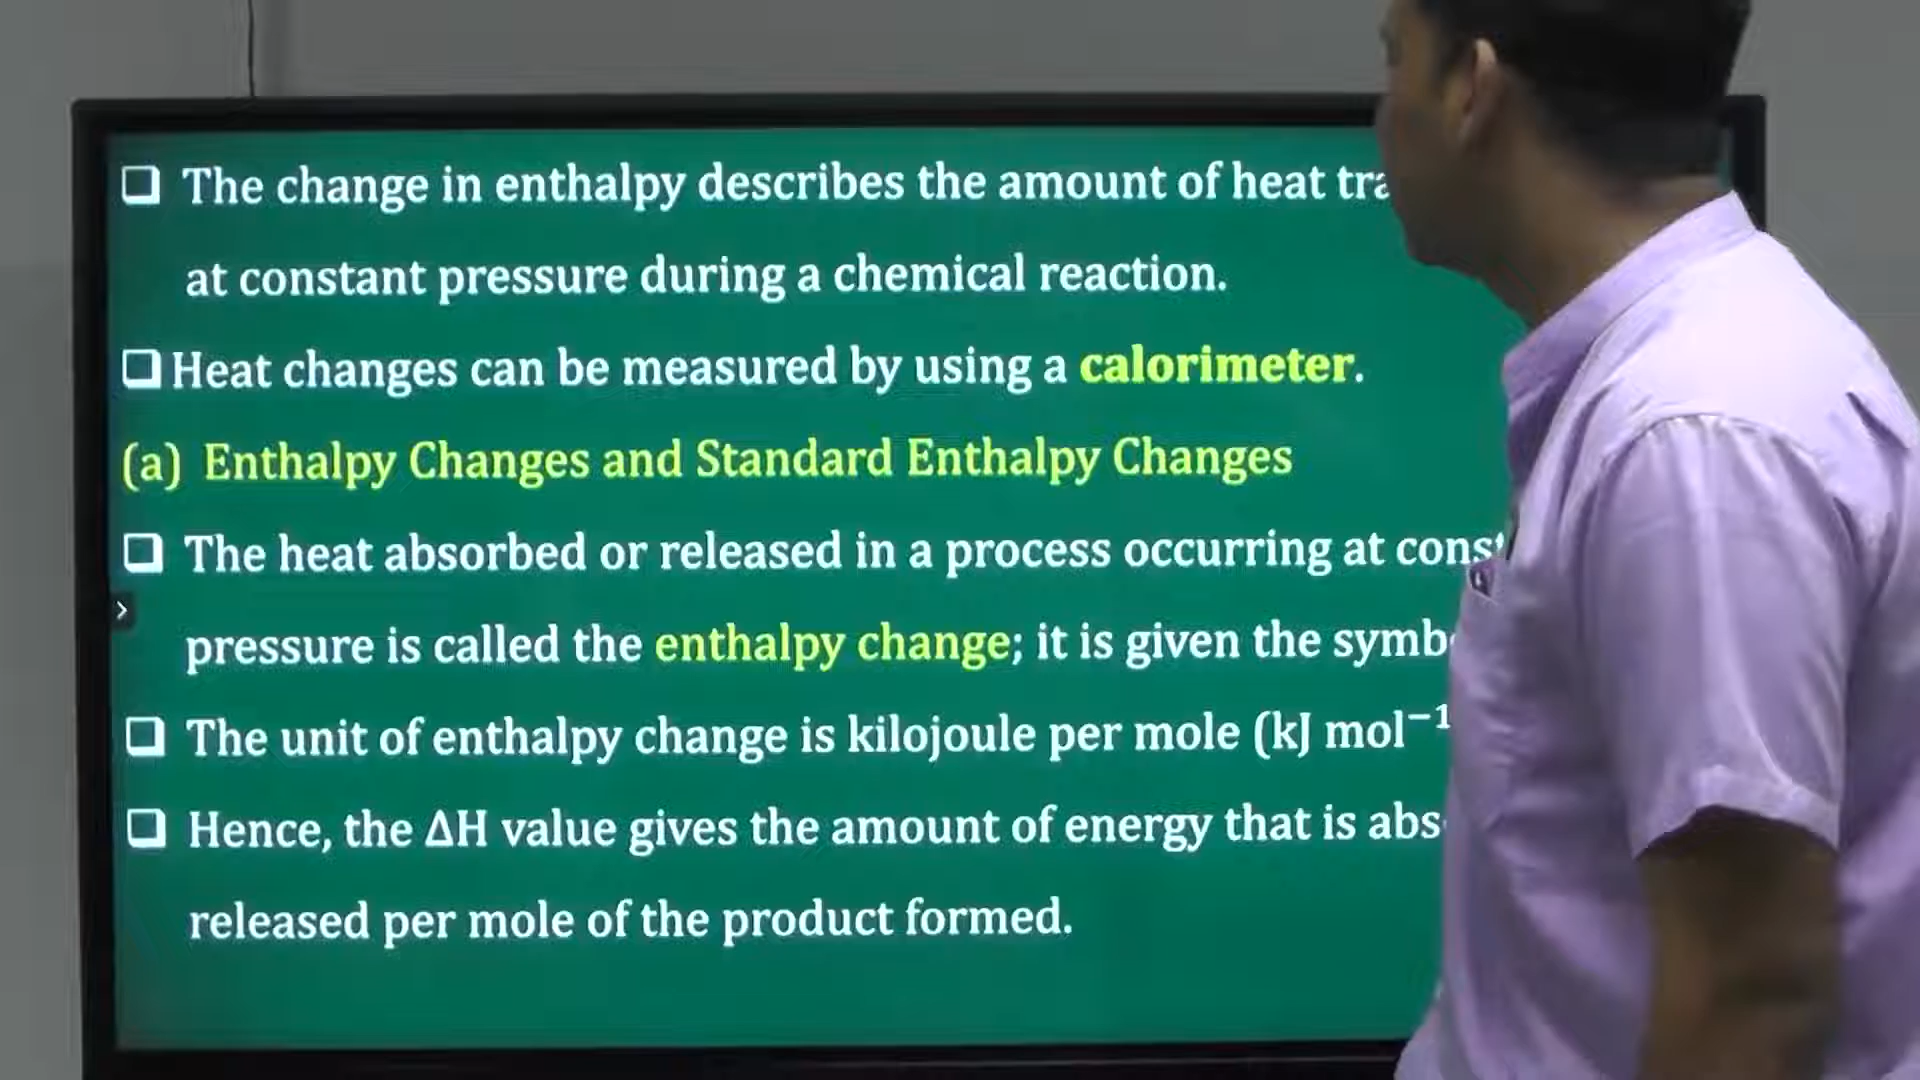 ❑ The change in enthalpy describes the amount of heat
at constant pressure during a chemical reaction.
❑ Heat changes can be measured by using a calorimeter.
(a) Enthalpy Changes and Standard Enthalpy Changes
❑ The heat absorbed or released in a process occurring at
pressure is called the enthalpy change; it is given the
❑ The unit of enthalpy change is kilojoule per mole (kJ mol⁻¹
❑ Hence, the ΔH value gives the amount of energy that is
released per mole of the product formed.